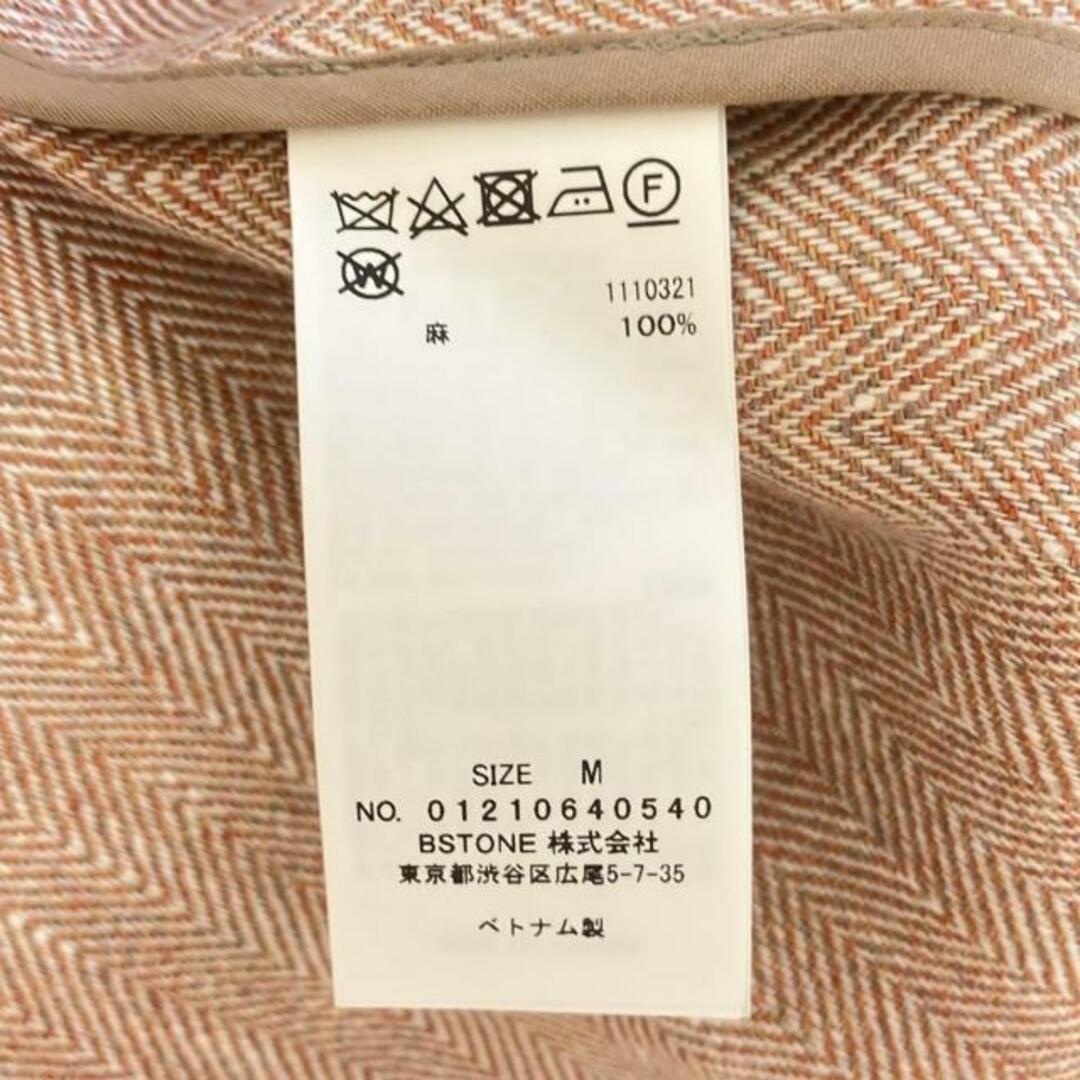 F
W
1110321
麻 100%
SIZE M
NO. 01210640540
BSTONE 株式会社
東京都渋谷区広尾5-7-35
ベトナム製